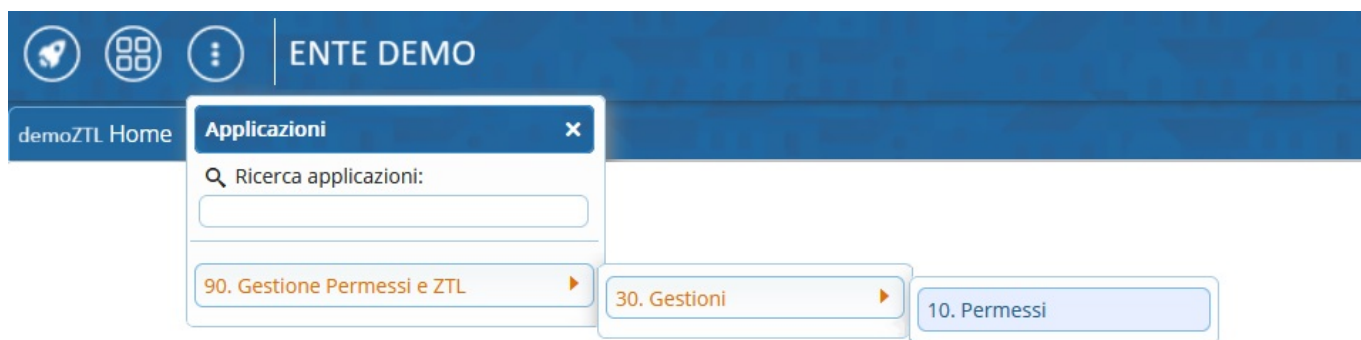 ENTE DEMO
demoZTL Home
Applicazioni
Ricerca applicazioni:
90. Gestione Permessi e ZTL
30. Gestioni
10. Permessi